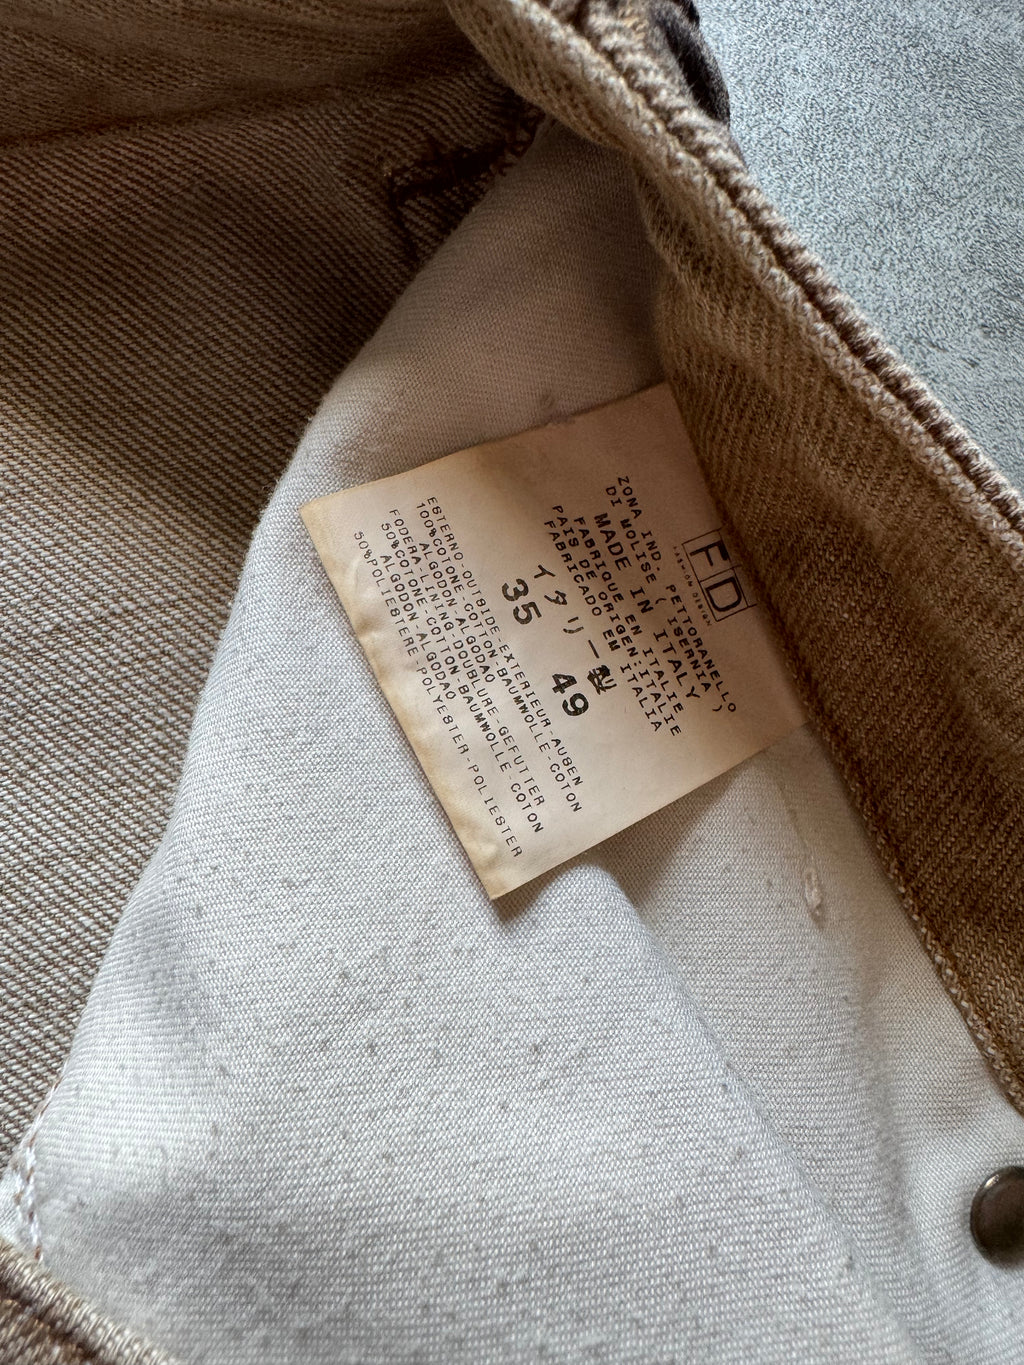 FD
FASHION DESIGN
ZONA IND. PETTORANELLO
DI MOLISE ( ISERNIA )
MADE IN ITALY
FABRIQUE EN ITALIE
PAIS DE ORIGEN: ITALIE
FABRICADO EM ITALIA
イタリー製
35 49
ESTERNO-OUTSIDE-EXTERIEUR-AUßEN
100%COTONE-COTTON-BAUMWOLLE-COTON
ALGODON-ALGODAO
FODERA-LINING-DOUBLURE-GEFUTTER
50%COTONE-COTTON-BAUMWOLLE-COTON
ALGODON-ALGODAO
50%POLIESTERE-POLYESTER-POLIESTER